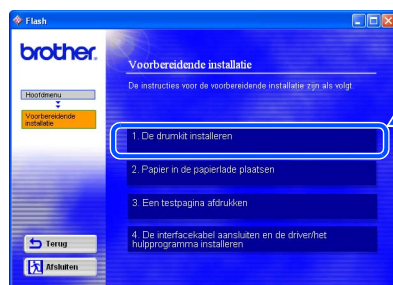 Flash
brother.
Voorbereidende installatie
De instructies voor de voorbereidende installatie zijn als volgt.
Hoofdmenu
Voorbereidende
installatie
1. De drumkit installeren
2. Papier in de papierlade plaatsen
3. Een testpagina afdrukken
4. De interfacekabel aansluiten en de driver/het
hulpprogramma installeren
Terug
Afsluiten